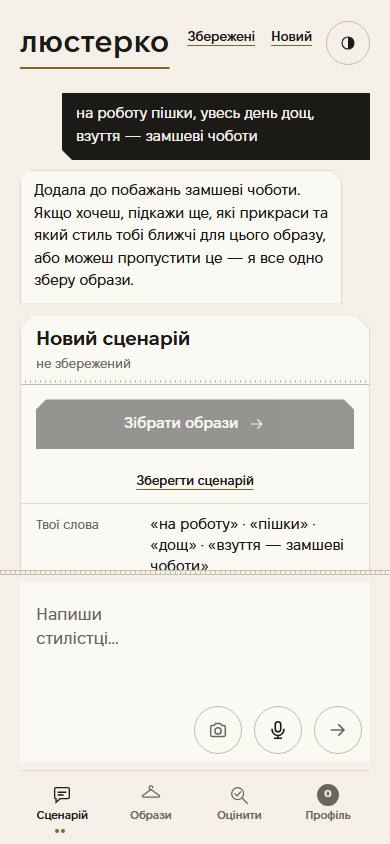 люстерко
Збережені
Новий
на роботу пішки, увесь день дощ,
взуття — замшеві чоботи
Додала до побажань замшеві чоботи.
Якщо хочеш, підкажи ще, які прикраси та
який стиль тобі ближчі для цього образу,
або можеш пропустити це — я все одно
зберу образи.
Новий сценарій
не збережений
Зібрати образи →
Зберегти сценарій
Твої слова
«на роботу» · «пішки» ·
«дощ» · «взуття — замшеві
чоботи»
Напиши
стилістці…
Сценарій
Образи
Оцінити
О
Профіль